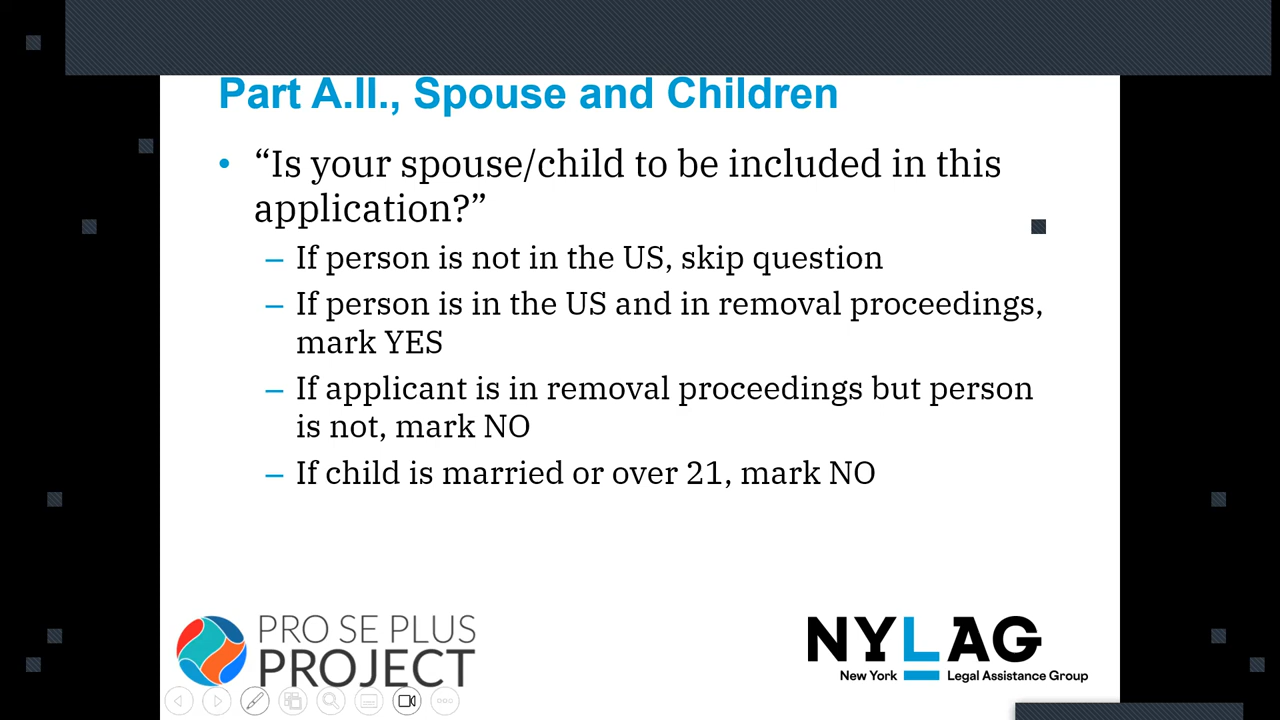 Part A.II., Spouse and Children
• “Is your spouse/child to be included in this
application?”
– If person is not in the US, skip question
– If person is in the US and in removal proceedings,
mark YES
– If applicant is in removal proceedings but person
is not, mark NO
– If child is married or over 21, mark NO
PRO SE PLUS
PROJECT
NYLAG
New York Legal Assistance Group